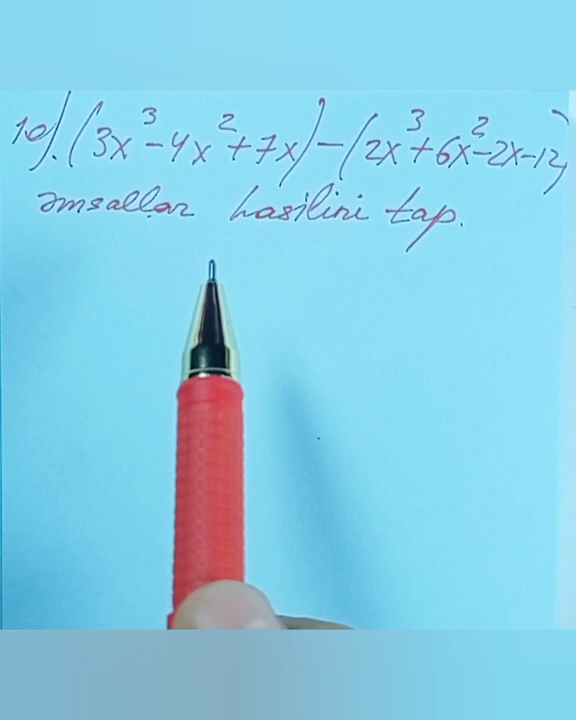 10). (3x³-4x²+7x)-(2x³+6x²-2x-12)
əmsallar hasilini tap.